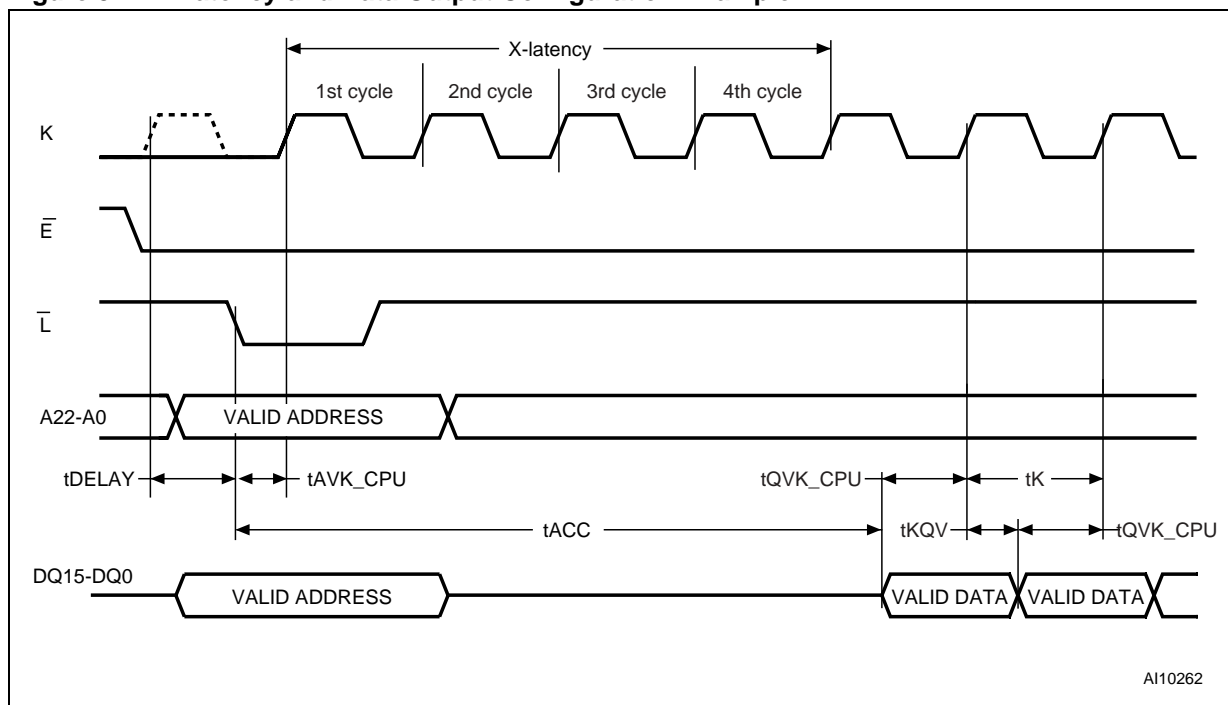 X-latency
1st cycle 2nd cycle 3rd cycle 4th cycle
K
E
L
A22-A0 VALID ADDRESS
tDELAY tAVK_CPU tQVK_CPU tK
tACC tKQV tQVK_CPU
DQ15-DQ0
VALID ADDRESS VALID DATA VALID DATA
AI10262